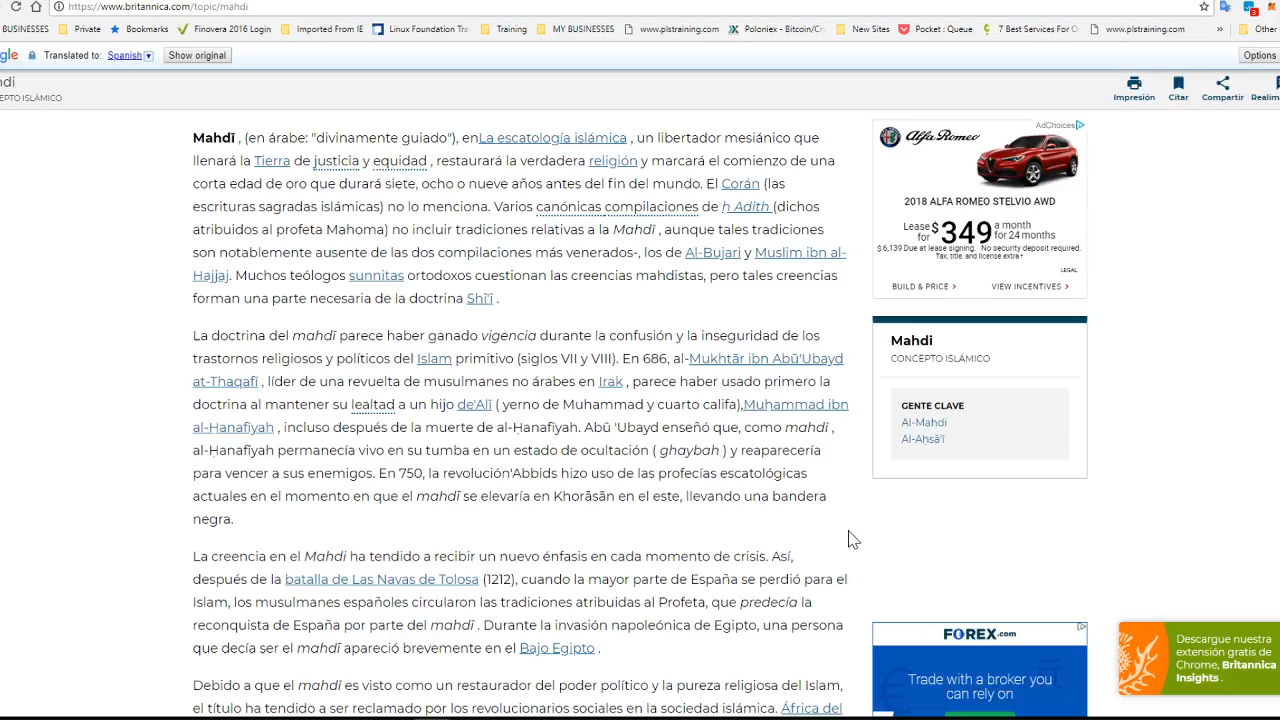 https://www.britannica.com/topic/mahdi
BUSINESSES Private Bookmarks Finovera 2016 Login Imported From IE Linux Foundation Tra Training MY BUSINESSES www.plstraining.com Poloniex - Bitcoin/Cry New Sites Pocket : Queue 7 Best Services For O www.plstraining.com » Other
gle Translated to: Spanish Show original Options
di
CEPTO ISLÁMICO
Impresión Citar Compartir Realim
Mahdī , (en árabe: "divinamente guiado"), enLa escatología islámica , un libertador mesiánico que
llenará la Tierra de justicia y equidad , restaurará la verdadera religión y marcará el comienzo de una
corta edad de oro que durará siete, ocho o nueve años antes del fin del mundo. El Corán (las
escrituras sagradas islámicas) no lo menciona. Varios canónicas compilaciones de ḥ Adith (dichos
atribuidos al profeta Mahoma) no incluir tradiciones relativas a la Mahdī , aunque tales tradiciones
son notablemente ausente de las dos compilaciones más venerados-, los de Al-Bujari y Muslim ibn al-
Hajjaj. Muchos teólogos sunnitas ortodoxos cuestionan las creencias mahdistas, pero tales creencias
forman una parte necesaria de la doctrina Shīʿī .
La doctrina del mahdī parece haber ganado vigencia durante la confusión y la inseguridad de los
trastornos religiosos y políticos del Islam primitivo (siglos VII y VIII). En 686, al-Mukhtār ibn Abū'Ubayd
at-Thaqafī , líder de una revuelta de musulmanes no árabes en Irak , parece haber usado primero la
doctrina al mantener su lealtad a un hijo de'Alī ( yerno de Muhammad y cuarto califa),Muḥammad ibn
al-Ḥanafīyah , incluso después de la muerte de al-Ḥanafīyah. Abū 'Ubayd enseñó que, como mahdī ,
al-Ḥanafīyah permanecía vivo en su tumba en un estado de ocultación ( ghaybah ) y reaparecería
para vencer a sus enemigos. En 750, la revolución'Abbids hizo uso de las profecías escatológicas
actuales en el momento en que el mahdī se elevaría en Khorāsān en el este, llevando una bandera
negra.
La creencia en el Mahdi ha tendido a recibir un nuevo énfasis en cada momento de crisis. Así,
después de la batalla de Las Navas de Tolosa (1212), cuando la mayor parte de España se perdió para el
Islam, los musulmanes españoles circularon las tradiciones atribuidas al Profeta, que predecía la
reconquista de España por parte del mahdī . Durante la invasión napoleónica de Egipto, una persona
que decía ser el mahdī apareció brevemente en el Bajo Egipto .
Debido a que el mahdī el visto como un restaurador del poder político y la pureza religiosa del Islam,
el título ha tendido a ser reclamado por los revolucionarios sociales en la sociedad islámica. África del
AdChoices
Alfa Romeo
2018 ALFA ROMEO STELVIO AWD
Lease for $349 a month for 24 months
$ 6,139 Due at lease signing. No security deposit required.
Tax, title, and license extra+
LEGAL
BUILD & PRICE > VIEW INCENTIVES >
Mahdi
CONCEPTO ISLÁMICO
GENTE CLAVE
Al-Mahdi
Al-Aḥsāʾī
FOREX.com
Trade with a broker you
can rely on
Descargue nuestra
extensión gratis de
Chrome, Britannica
Insights .